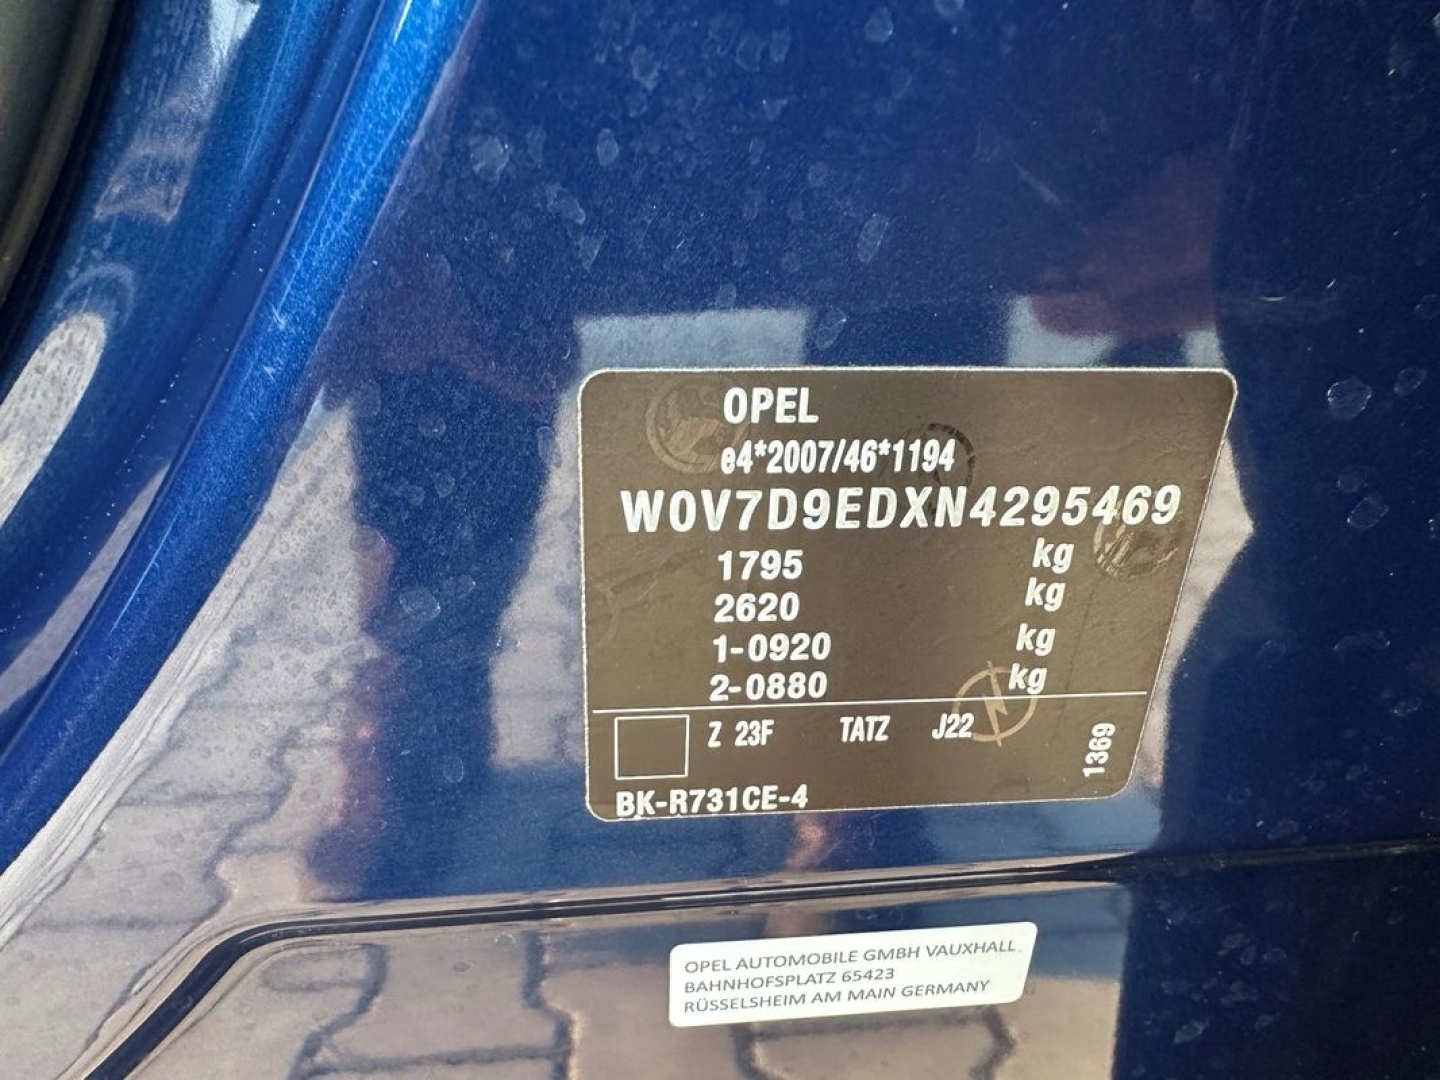 OPEL
e4*2007/46*1194
W0V7D9EDXN4295469
1795 kg
2620 kg
1-0920 kg
2-0880 kg
Z 23F TATZ J22
1369
BK-R731CE-4
OPEL AUTOMOBILE GMBH VAUXHALL
BAHNHOFSPLATZ 65423
RÜSSELSHEIM AM MAIN GERMANY